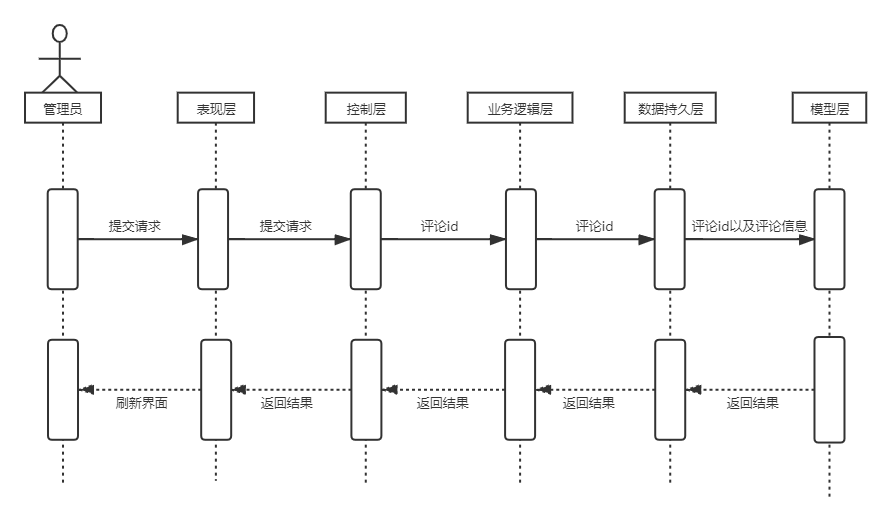 管理员
表现层
控制层
业务逻辑层
数据持久层
模型层
提交请求
提交请求
评论id
评论id
评论id以及评论信息
刷新界面
返回结果
返回结果
返回结果
返回结果